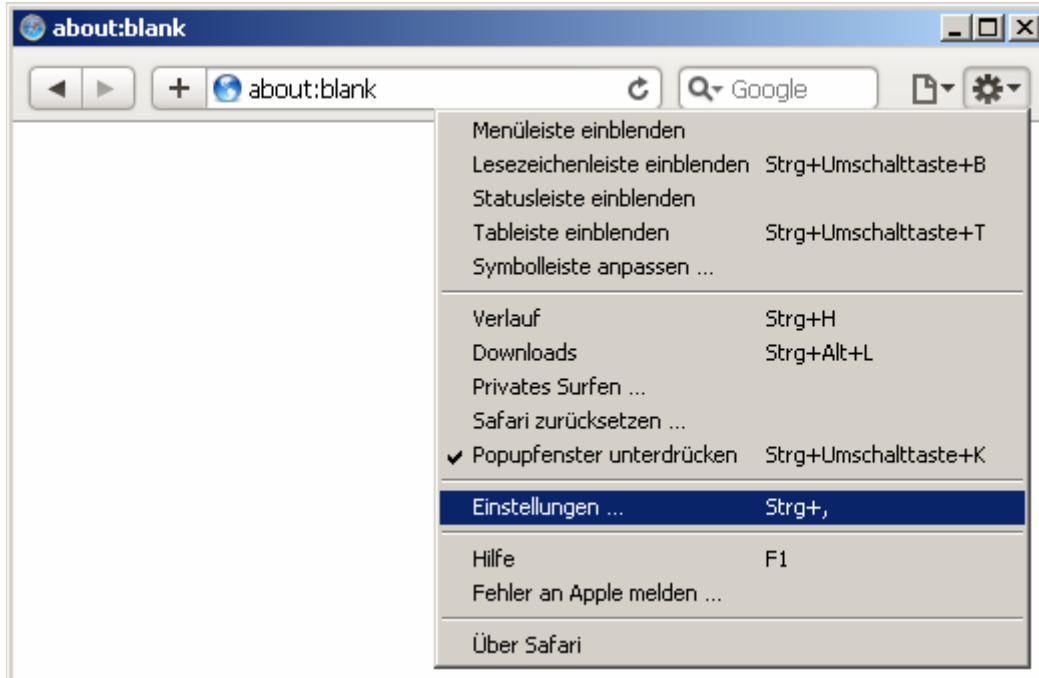 about:blank
about:blank Google
Menüleiste einblenden
Lesezeichenleiste einblenden Strg+Umschalttaste+B
Statusleiste einblenden
Tableiste einblenden Strg+Umschalttaste+T
Symbolleiste anpassen ...
Verlauf Strg+H
Downloads Strg+Alt+L
Privates Surfen ...
Safari zurücksetzen ...
Popupfenster unterdrücken Strg+Umschalttaste+K
Einstellungen ... Strg+,
Hilfe F1
Fehler an Apple melden ...
Über Safari